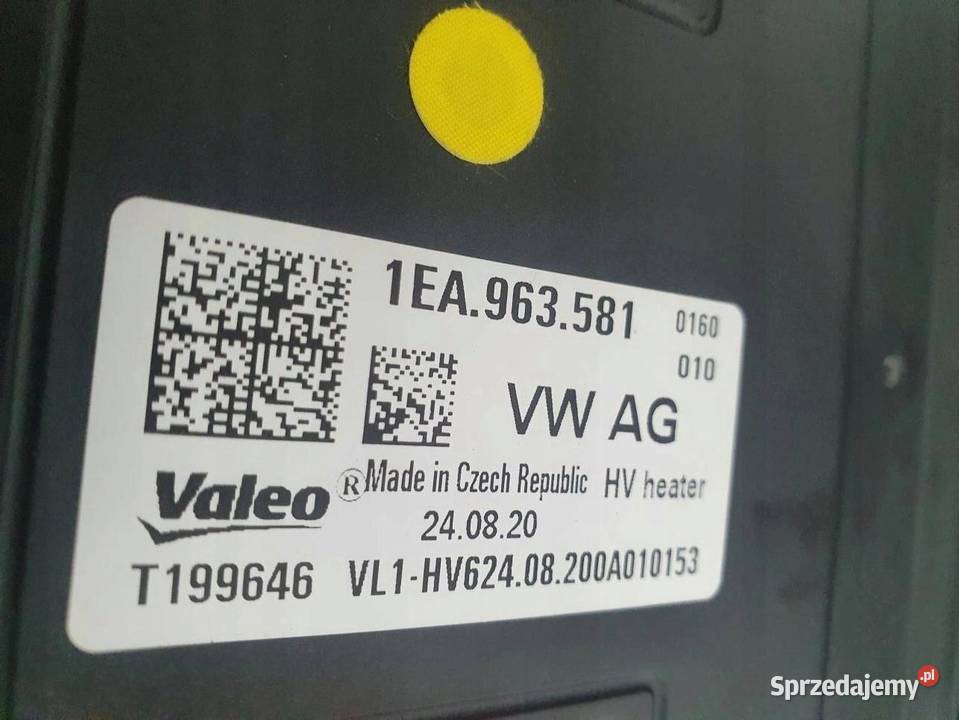 1EA.963.581 0160
010
VW AG
Valeo ® Made in Czech Republic HV heater
24.08.20
T199646 VL1-HV624.08.200A010153
Sprzedajemy.pl